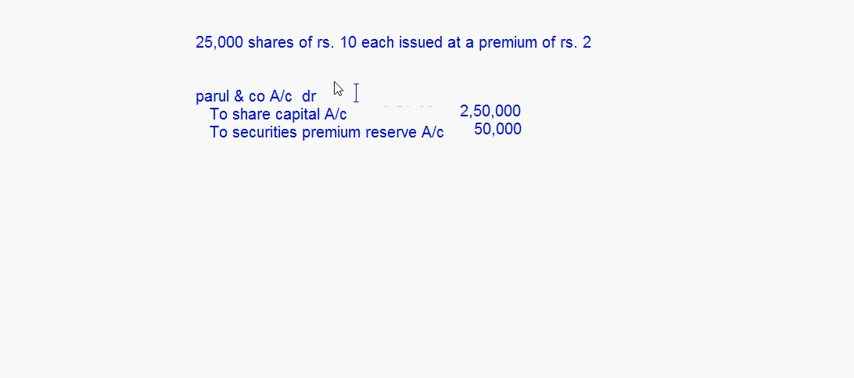 25,000 shares of rs. 10 each issued at a premium of rs. 2
parul & co A/c dr
To share capital A/c 2,50,000
To securities premium reserve A/c 50,000